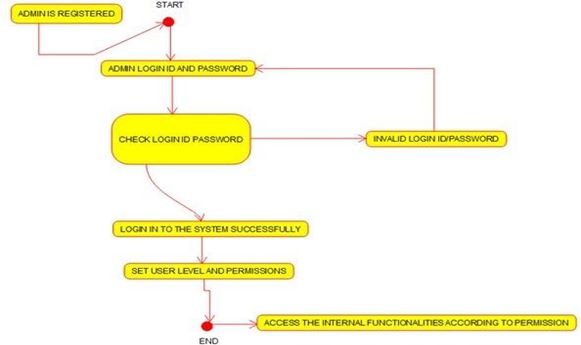 START
ADMIN IS REGISTERED
ADMIN LOGIN ID AND PASSWORD
CHECK LOGIN ID PASSWORD
INVALID LOGIN ID/PASSWORD
LOGIN IN TO THE SYSTEM SUCCESSFULLY
SET USER LEVEL AND PERMISSIONS
ACCESS THE INTERNAL FUNCTIONALITIES ACCORDING TO PERMISSION
END